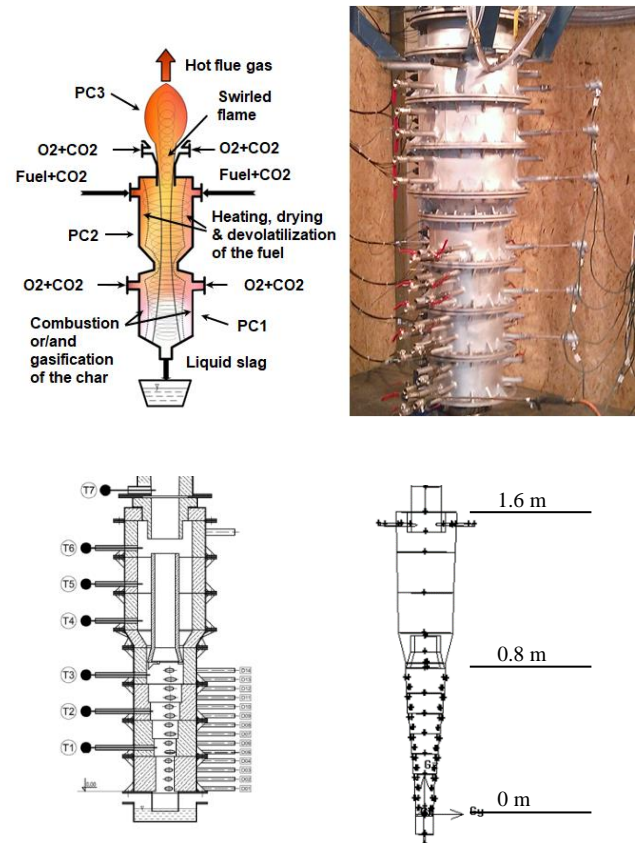 Hot flue gas
PC3
Swirled
flame
O2+CO2
O2+CO2
Fuel+CO2
Fuel+CO2
Heating, drying
& devolatilization
of the fuel
PC2
O2+CO2
O2+CO2
Combustion
or/and
gasification
of the char
PC1
Liquid slag
T7
T6
T5
T4
T3
T2
T1
1.6 m
0.8 m
0 m